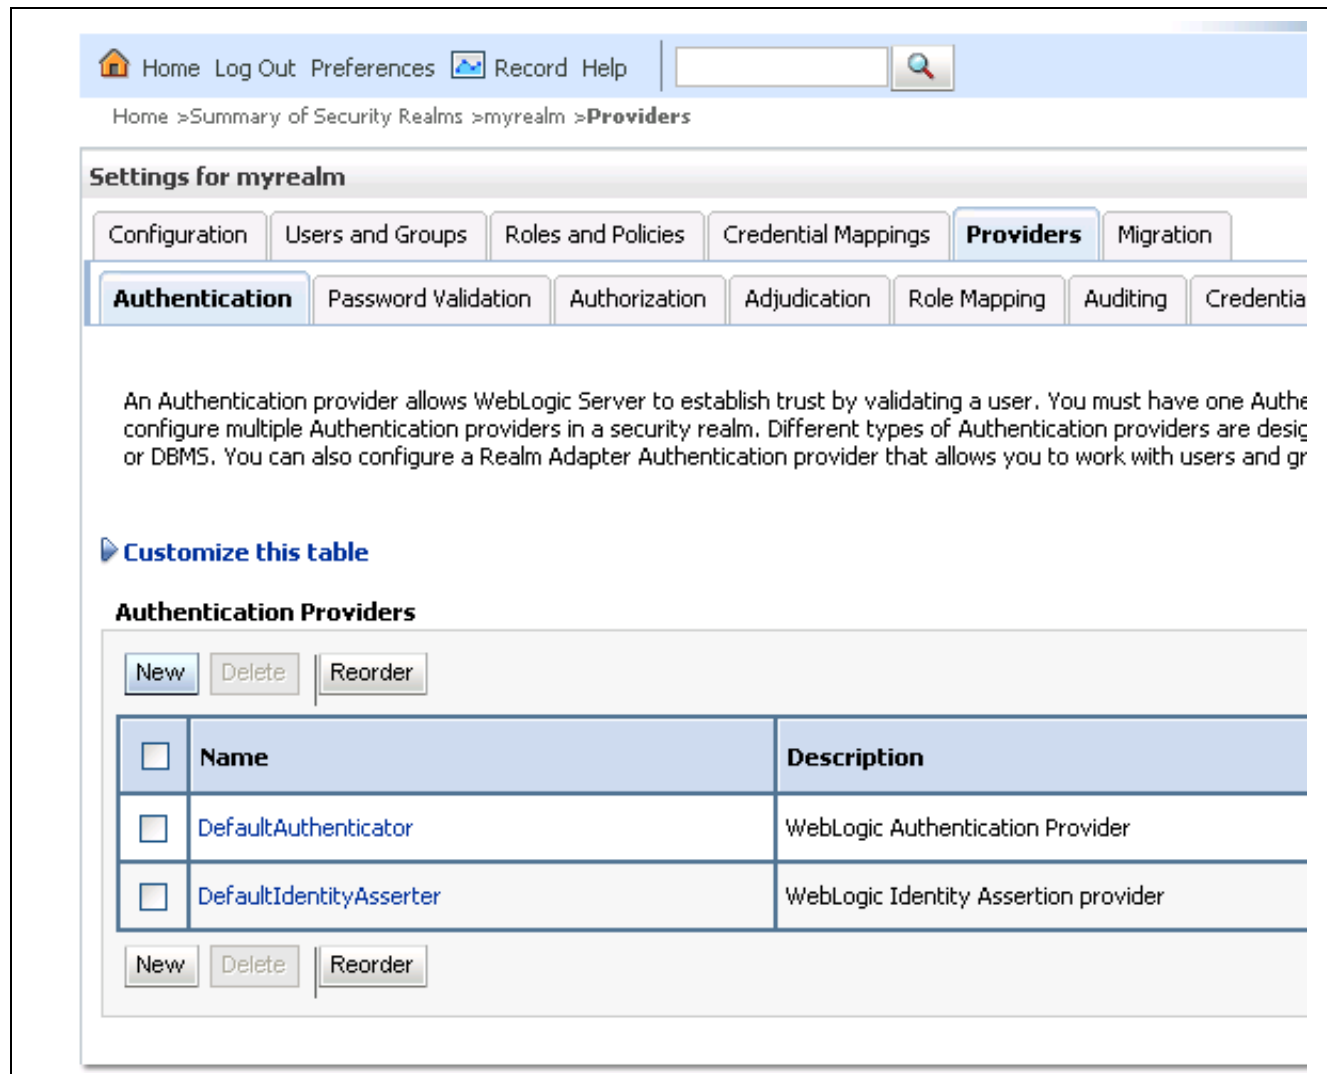 Home Log Out Preferences Record Help
Home >Summary of Security Realms >myrealm >Providers
Settings for myrealm
Configuration Users and Groups Roles and Policies Credential Mappings Providers Migration
Authentication Password Validation Authorization Adjudication Role Mapping Auditing Credentia
An Authentication provider allows WebLogic Server to establish trust by validating a user. You must have one Authe
configure multiple Authentication providers in a security realm. Different types of Authentication providers are desig
or DBMS. You can also configure a Realm Adapter Authentication provider that allows you to work with users and gr
Customize this table
Authentication Providers
New Delete Reorder
Name Description
DefaultAuthenticator WebLogic Authentication Provider
DefaultIdentityAsserter WebLogic Identity Assertion provider
New Delete Reorder